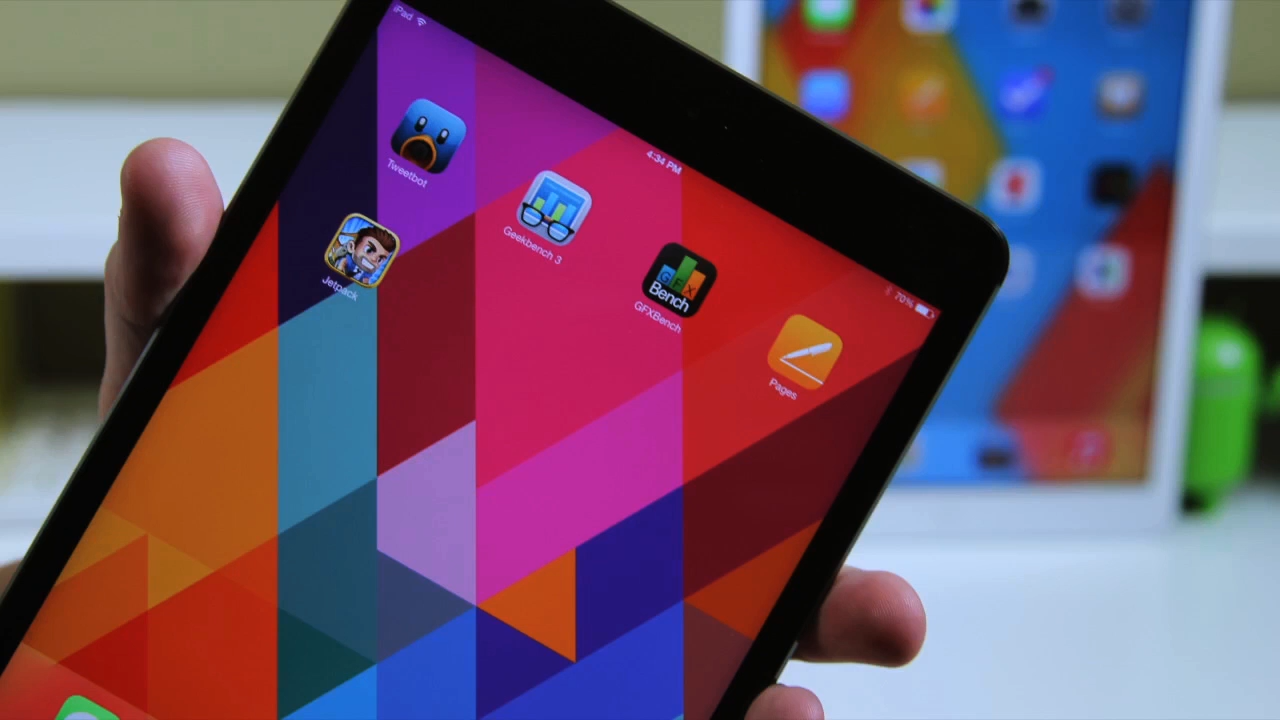 iPad
4:34 PM
70%
Tweetbot
Geekbench 3
GFX
Bench
GFXBench
Pages
Jetpack